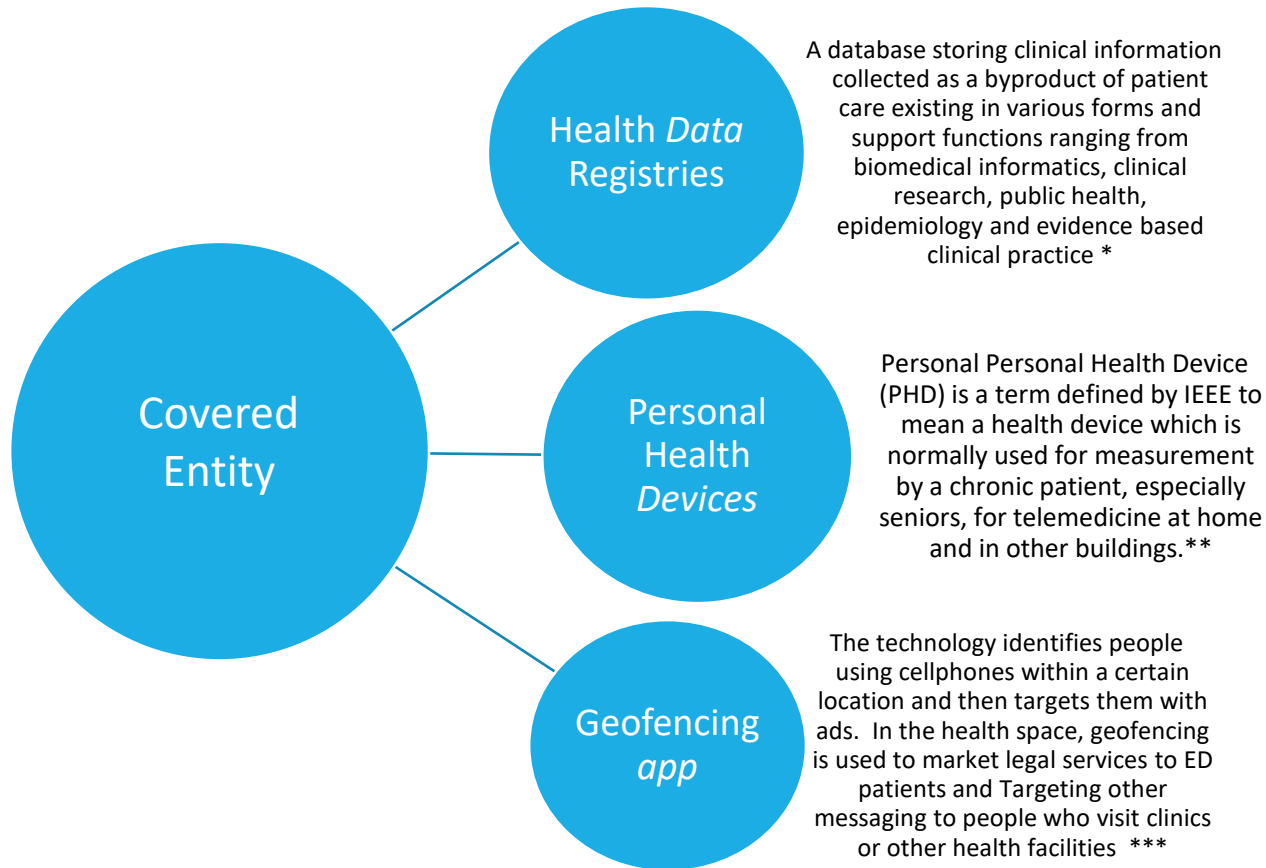 Covered
Entity
Health Data
Registries
A database storing clinical information
collected as a byproduct of patient
care existing in various forms and
support functions ranging from
biomedical informatics, clinical
research, public health,
epidemiology and evidence based
clinical practice *
Personal
Health
Devices
Personal Personal Health Device
(PHD) is a term defined by IEEE to
mean a health device which is
normally used for measurement
by a chronic patient, especially
seniors, for telemedicine at home
and in other buildings.**
Geofencing
app
The technology identifies people
using cellphones within a certain
location and then targets them with
ads. In the health space, geofencing
is used to market legal services to ED
patients and Targeting other
messaging to people who visit clinics
or other health facilities ***